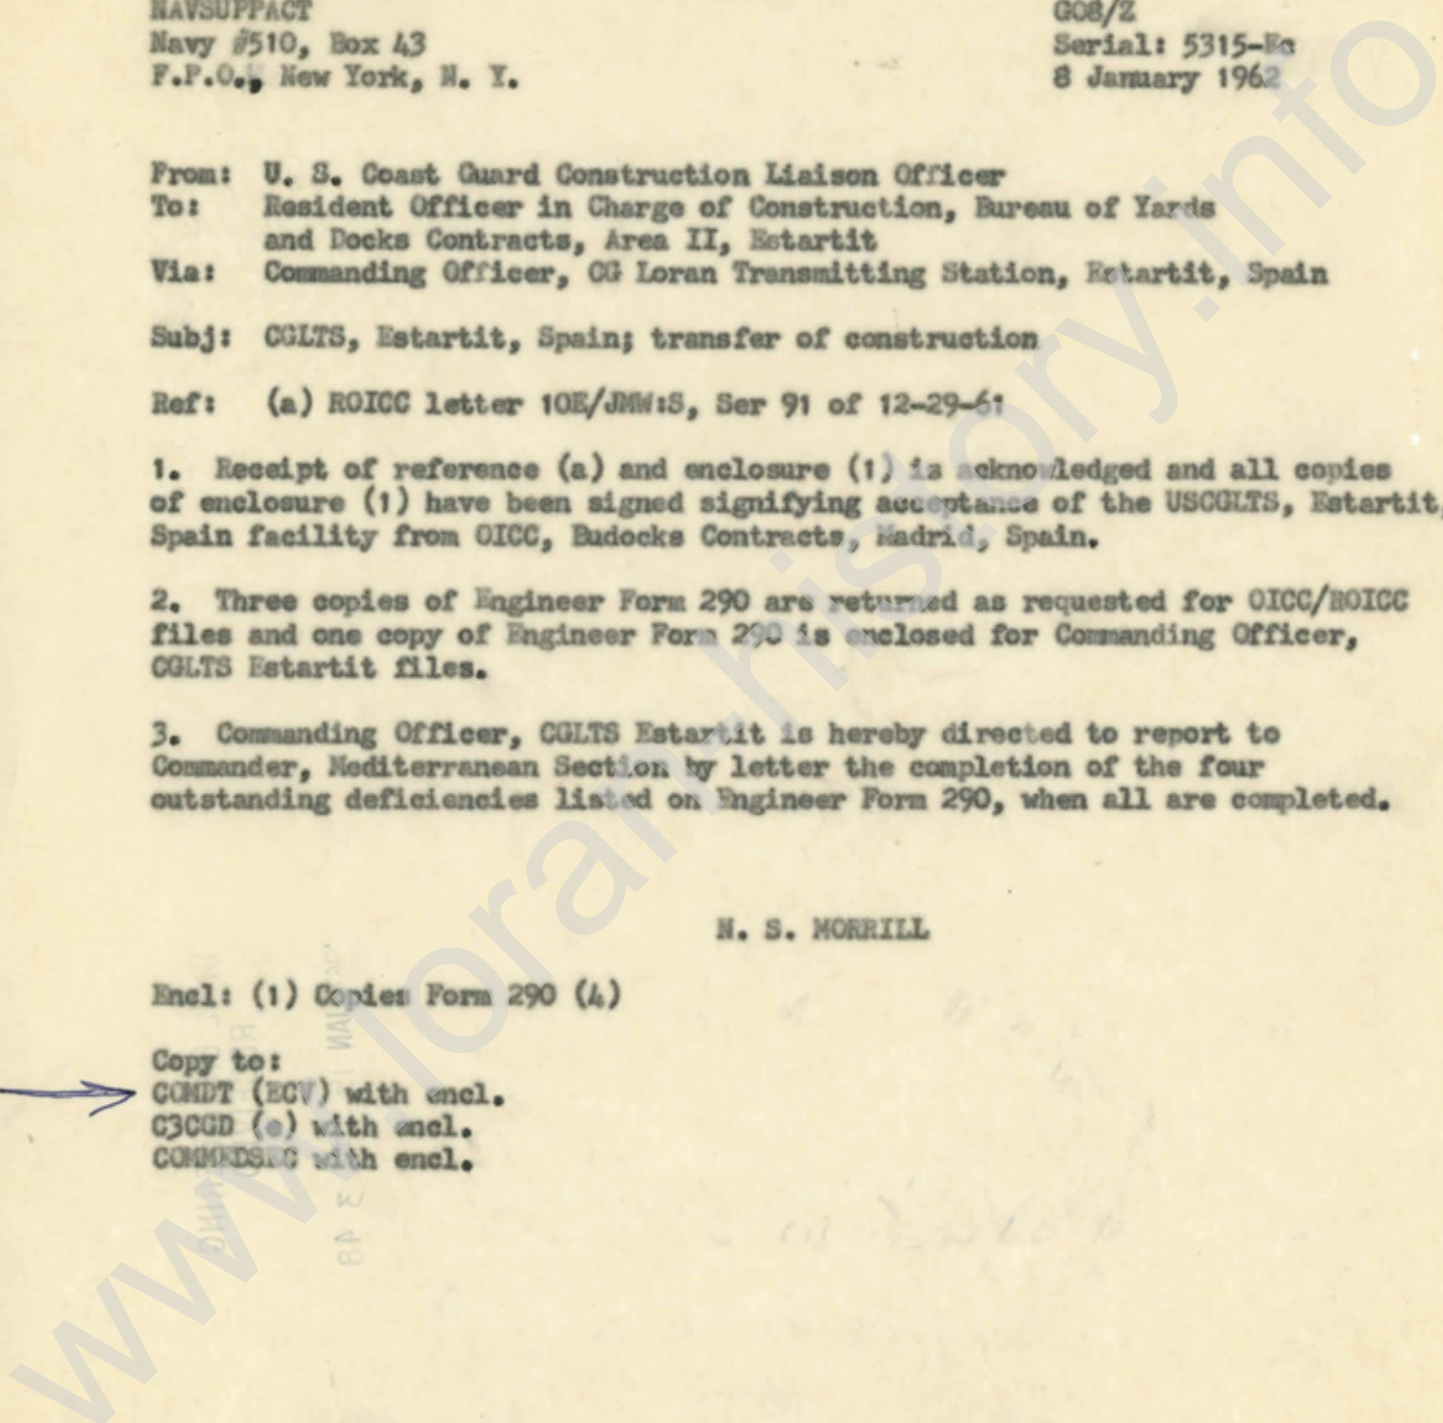 NAVSUPPACT
Navy #510, Box 43
F.P.O., New York, N. Y.
G08/Z
Serial: 5315-Ec
8 January 1962
From: U. S. Coast Guard Construction Liaison Officer
To: Resident Officer in Charge of Construction, Bureau of Yards
and Docks Contracts, Area II, Estartit
Via: Commanding Officer, CG Loran Transmitting Station, Estartit, Spain
Subj: CGLTS, Estartit, Spain; transfer of construction
Ref: (a) ROICC letter 10E/JMW:S, Ser 91 of 12-29-61
1. Receipt of reference (a) and enclosure (1) is acknowledged and all copies
of enclosure (1) have been signed signifying acceptance of the USCGLTS, Estartit,
Spain facility from OICC, Budocks Contracts, Madrid, Spain.
2. Three copies of Engineer Form 290 are returned as requested for OICC/ROICC
files and one copy of Engineer Form 290 is enclosed for Commanding Officer,
CGLTS Estartit files.
3. Commanding Officer, CGLTS Estartit is hereby directed to report to
Commander, Mediterranean Section by letter the completion of the four
outstanding deficiencies listed on Engineer Form 290, when all are completed.
N. S. MORRILL
Encl: (1) Copies Form 290 (4)
Copy to:
COMDT (ECV) with encl.
C3CGD (e) with encl.
COMMEDSEC with encl.
www.loran-history.info